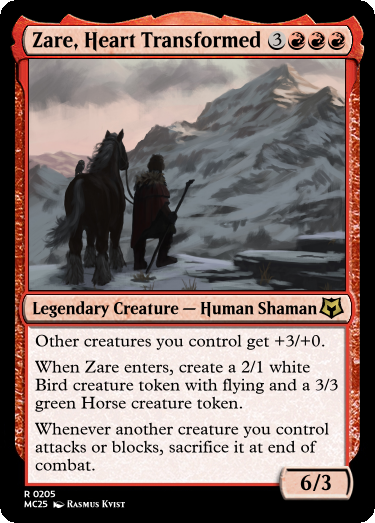 Zare, Heart Transformed 3
Legendary Creature — Human Shaman
Other creatures you control get +3/+0.
When Zare enters, create a 2/1 white
Bird creature token with flying and a 3/3
green Horse creature token.
Whenever another creature you control
attacks or blocks, sacrifice it at end of
combat.
6/3
R 0205
MC25 Rasmus Kvist